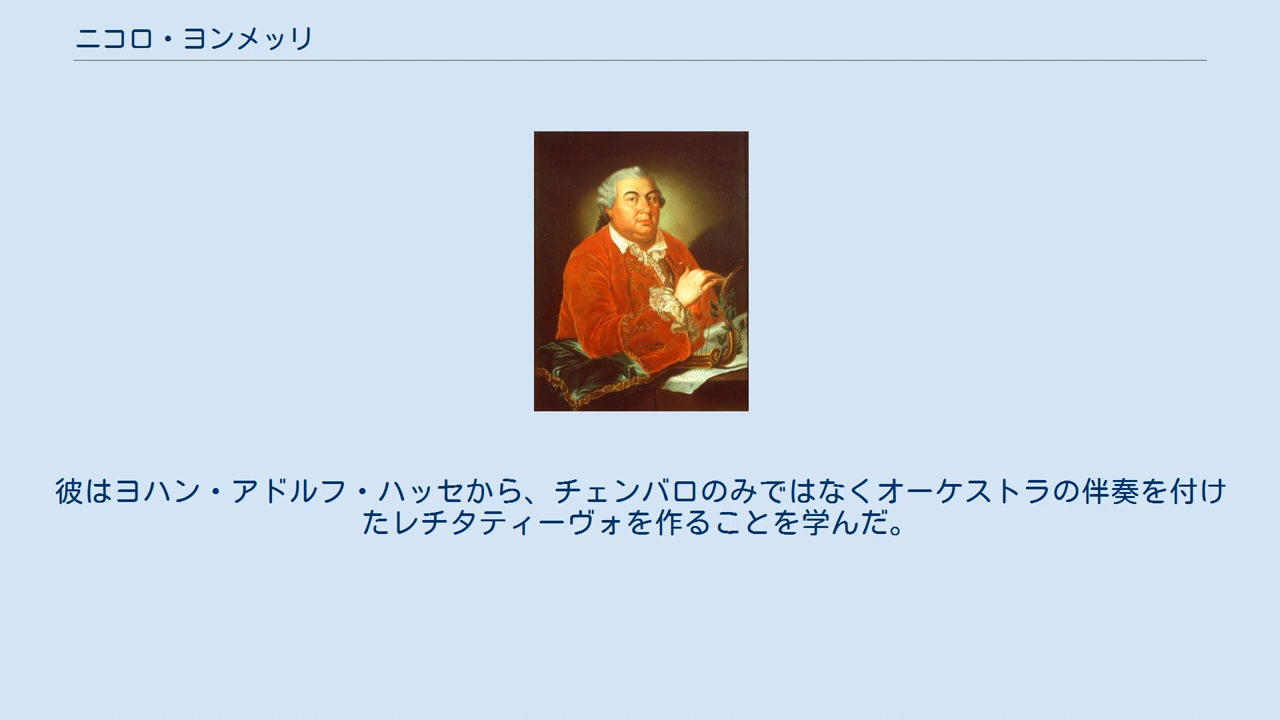 ニコロ・ヨンメッリ
彼はヨハン・アドルフ・ハッセから、チェンバロのみではなくオーケストラの伴奏を付け
たレチタティーヴォを作ることを学んだ。